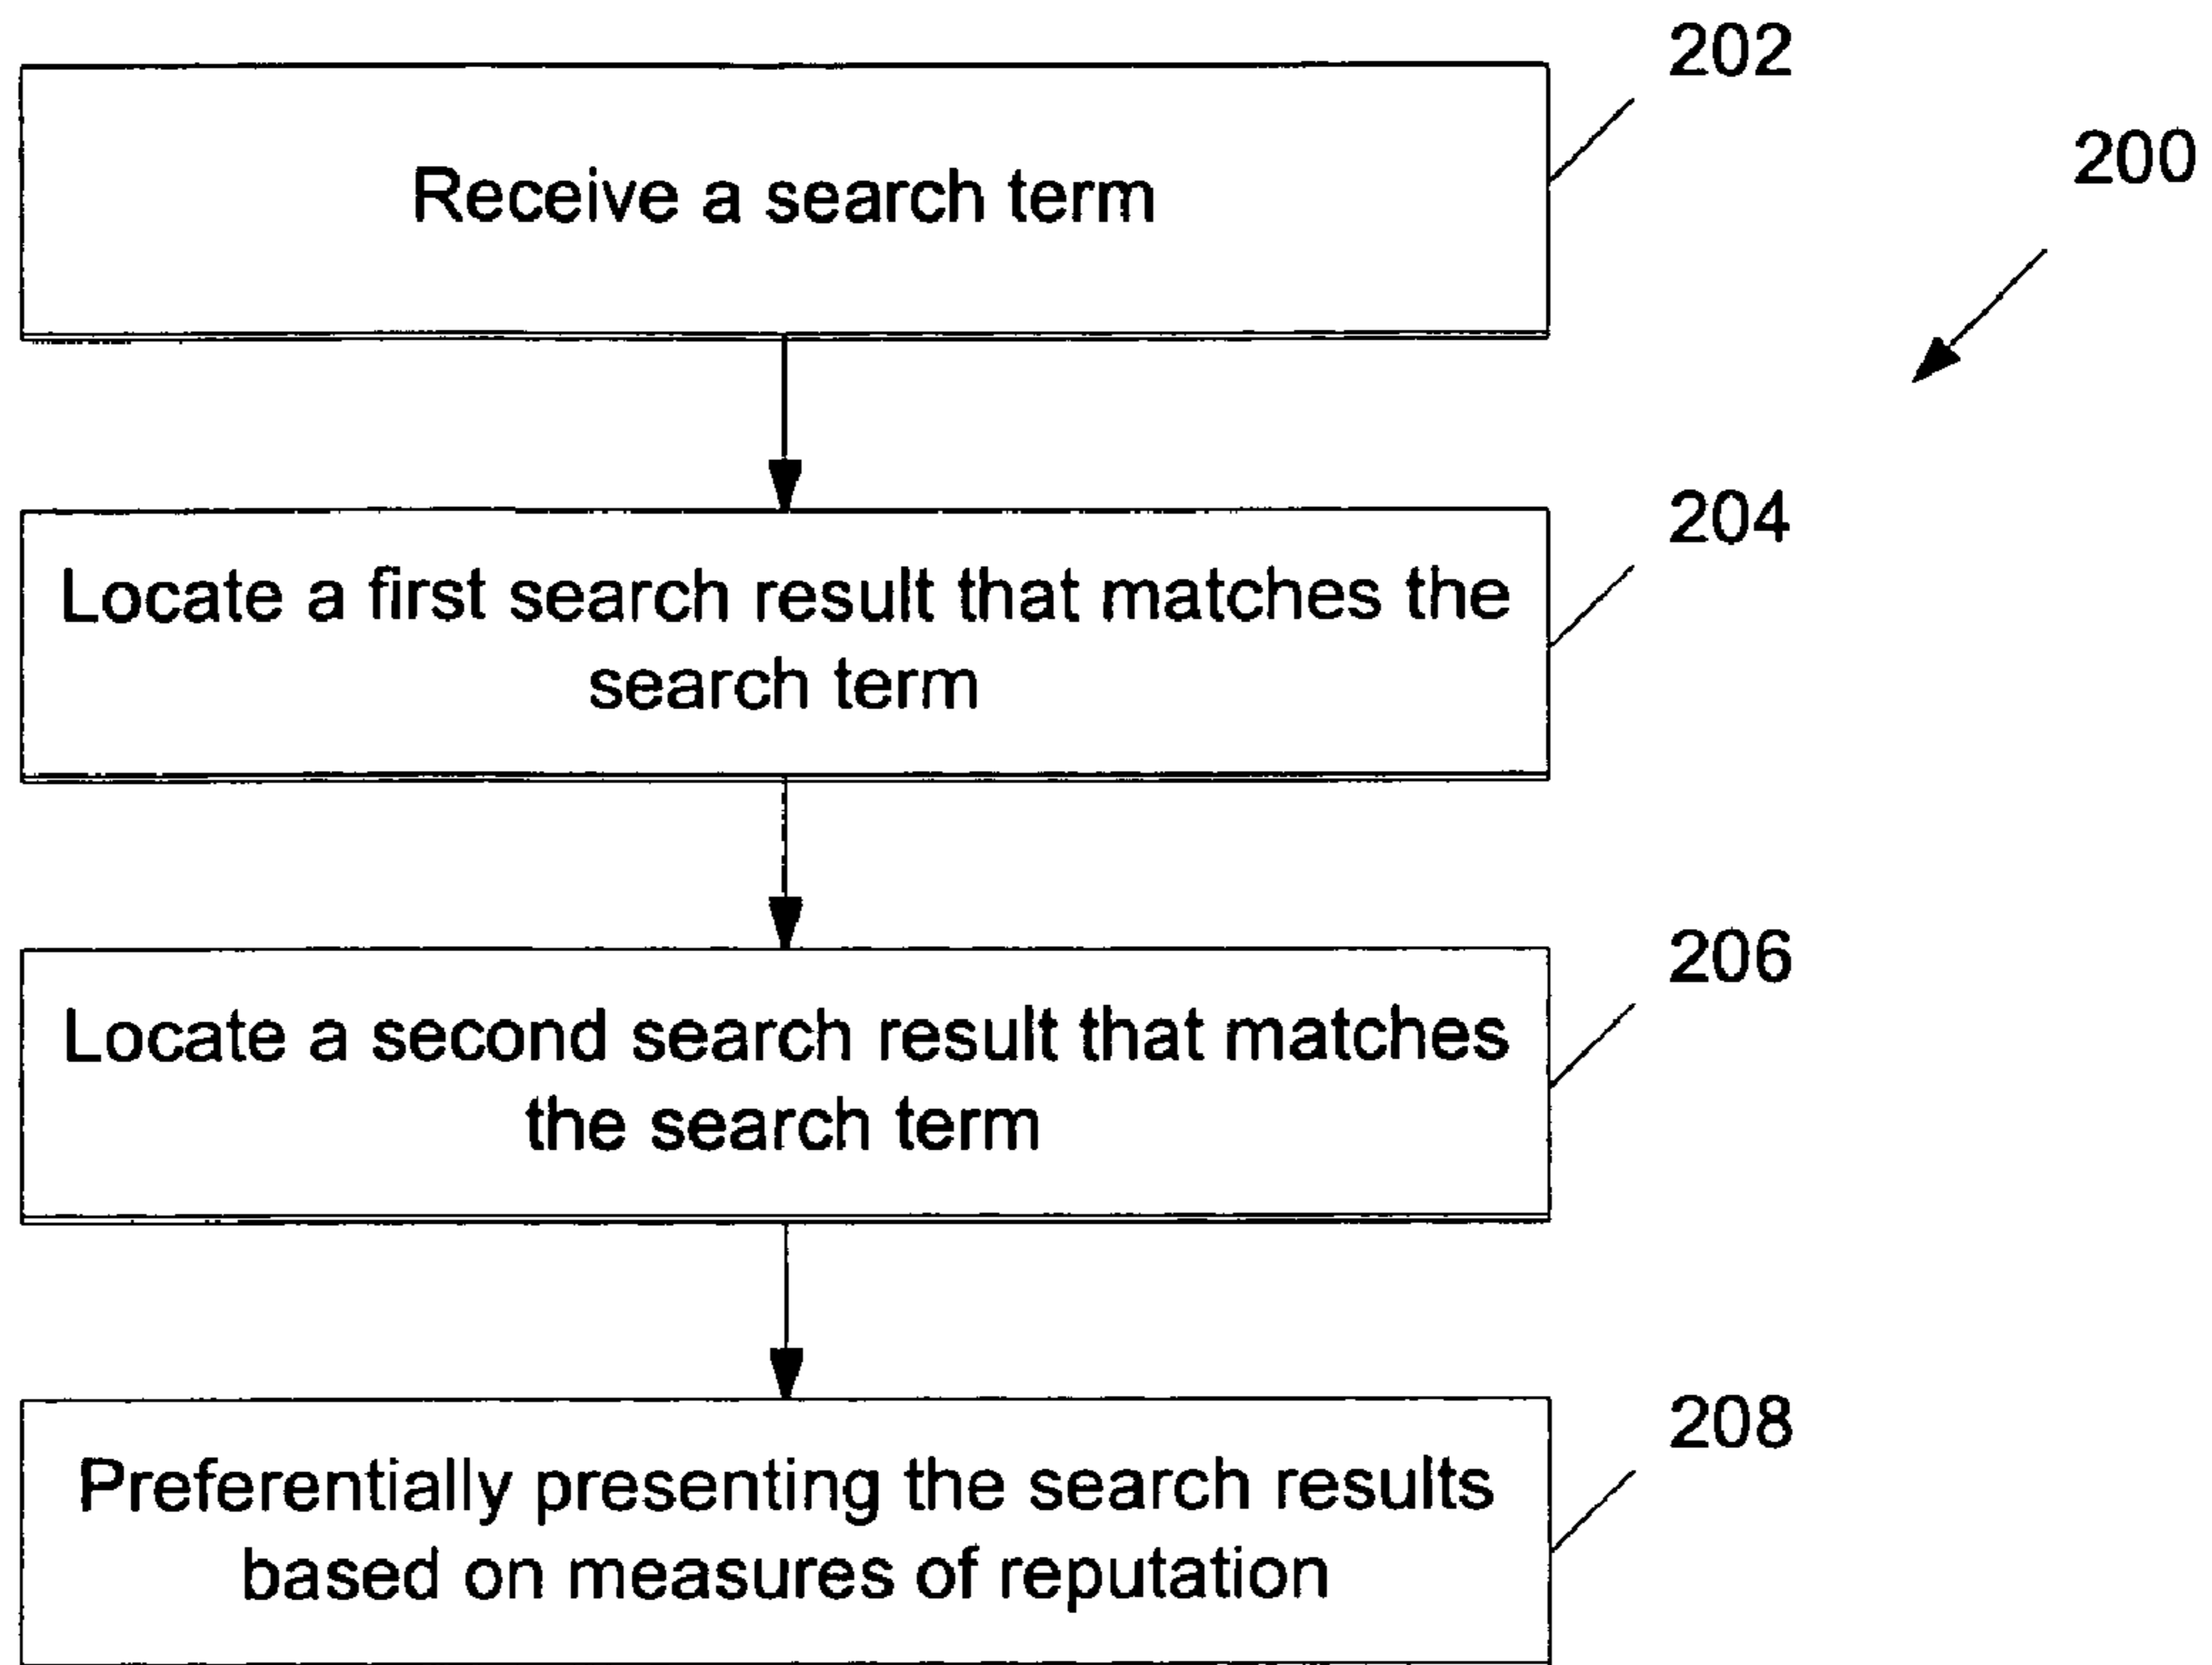 202
200
Receive a search term
204
Locate a first search result that matches the
search term
206
Locate a second search result that matches
the search term
208
Preferentially presenting the search results
based on measures of reputation